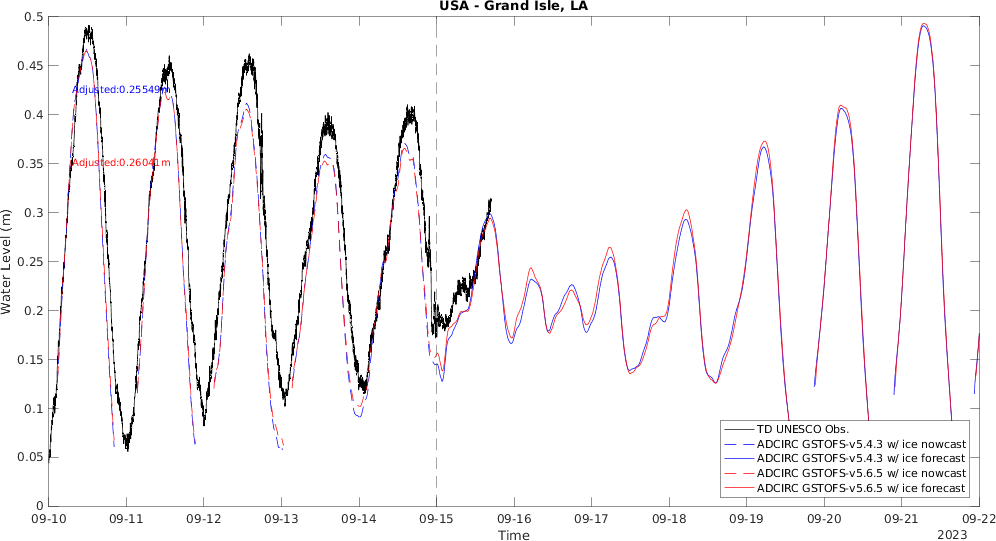 USA - Grand Isle, LA
0.5
0.45
0.4
0.35
0.3
0.25
0.2
0.15
0.1
0.05
0
Water Level (m)
Adjusted:0.25549m
Adjusted:0.26041m
TD UNESCO Obs.
ADCIRC GSTOFS-v5.4.3 w/ ice nowcast
ADCIRC GSTOFS-v5.4.3 w/ ice forecast
ADCIRC GSTOFS-v5.6.5 w/ ice nowcast
ADCIRC GSTOFS-v5.6.5 w/ ice forecast
09-10 09-11 09-12 09-13 09-14 09-15 09-16 09-17 09-18 09-19 09-20 09-21 09-22
Time
2023